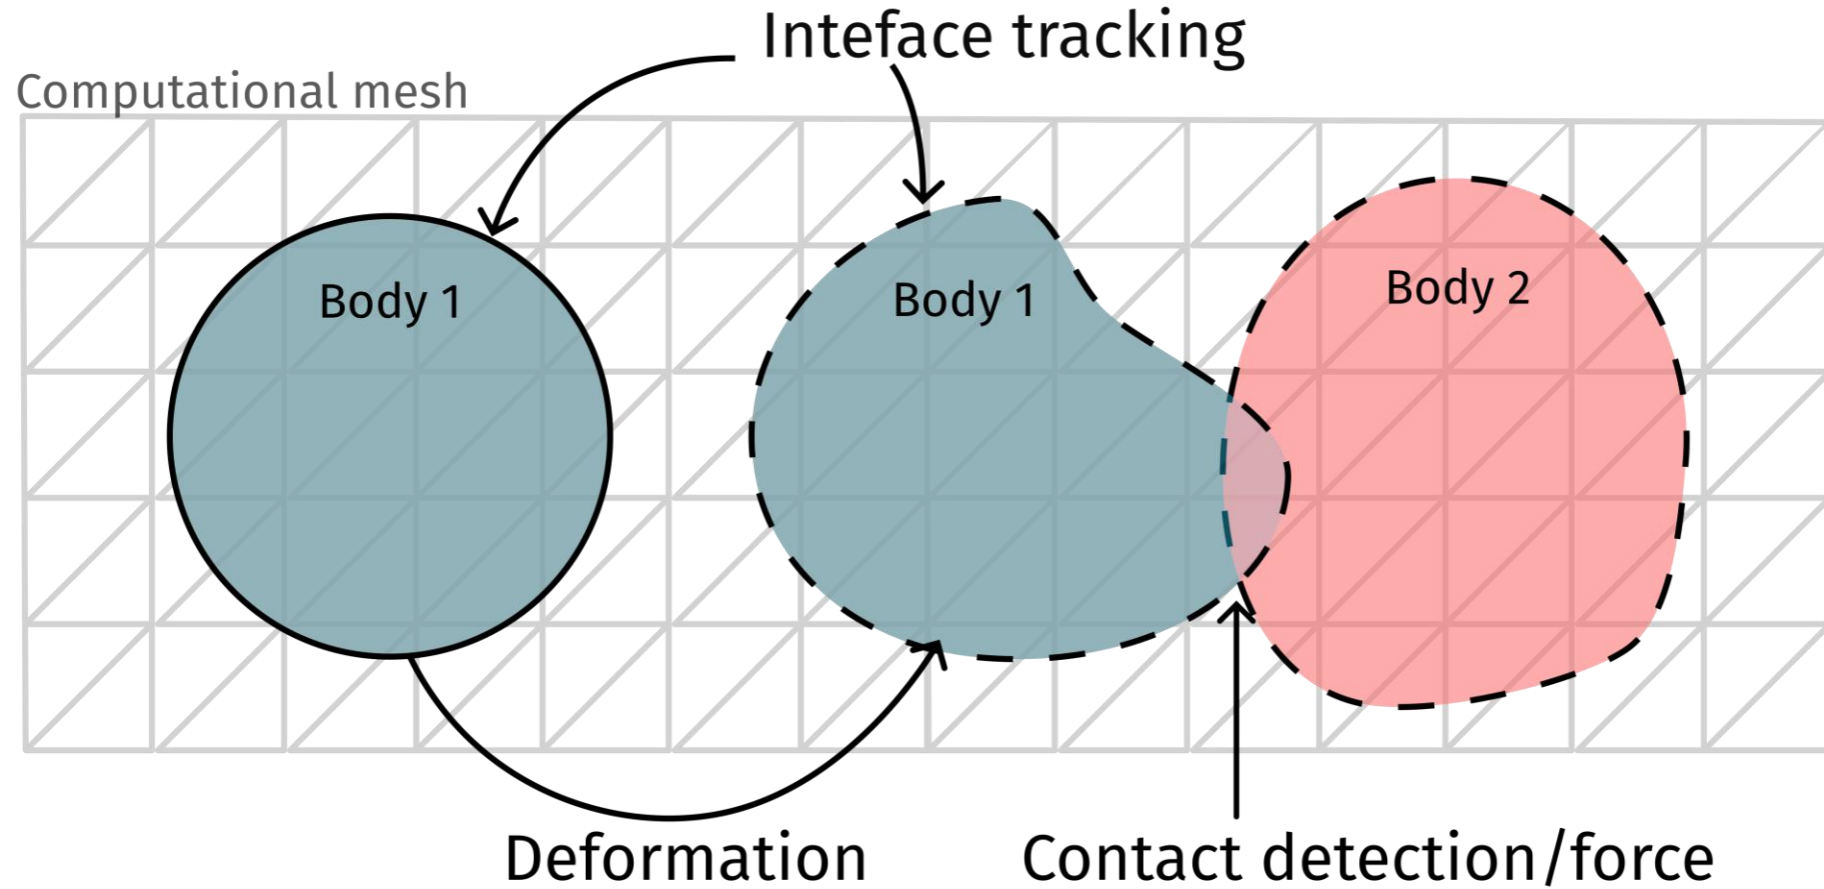 Inteface tracking
Computational mesh
Body 1
Body 1
Body 2
Deformation
Contact detection/force